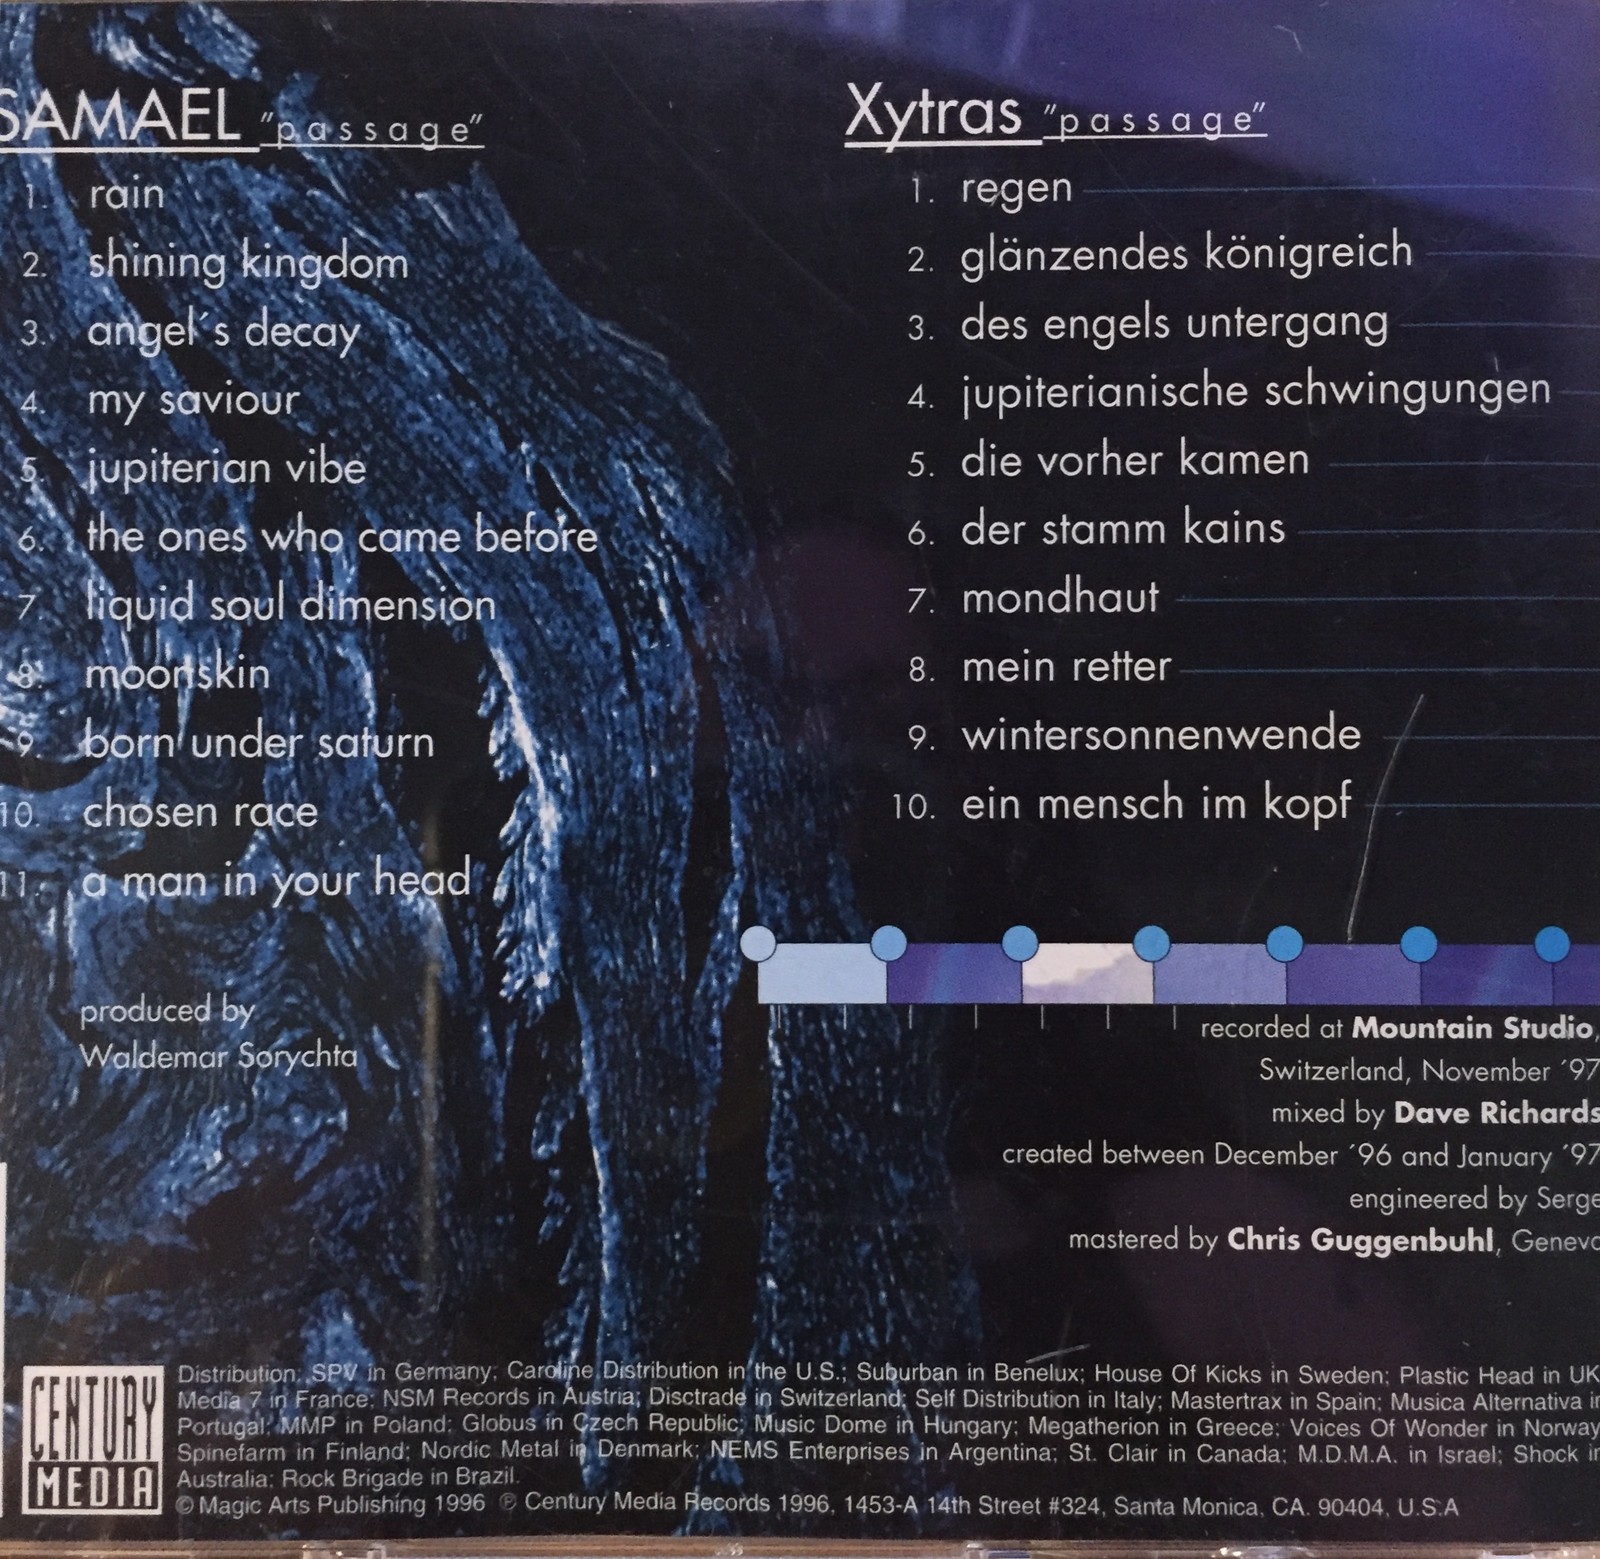 SAMAEL "passage"
1. rain
2. shining kingdom
3. angel´s decay
4. my saviour
5. jupiterian vibe
6. the ones who came before
7. liquid soul dimension
8. moonskin
9. born under saturn
10. chosen race
11. a man in your head
produced by
Waldemar Sorychta
Xytras "passage"
1. regen
2. glänzendes königreich
3. des engels untergang
4. jupiterianische schwingungen
5. die vorher kamen
6. der stamm kains
7. mondhaut
8. mein retter
9. wintersonnenwende
10. ein mensch im kopf
recorded at Mountain Studio,
Switzerland, November ´97
mixed by Dave Richards
created between December ´96 and January ´97
engineered by Serge
mastered by Chris Guggenbuhl, Geneva
CENTURY
MEDIA
Distribution: SPV in Germany; Caroline Distribution in the U.S.; Suburban in Benelux; House Of Kicks in Sweden; Plastic Head in UK
Media 7 in France; NSM Records in Austria; Disctrade in Switzerland; Self Distribution in Italy; Mastertrax in Spain; Musica Alternativa in
Portugal; MMP in Poland; Globus in Czech Republic; Music Dome in Hungary; Megatherion in Greece; Voices Of Wonder in Norway
Spinefarm in Finland; Nordic Metal in Denmark; NEMS Enterprises in Argentina; St. Clair in Canada; M.D.M.A. in Israel; Shock in
Australia; Rock Brigade in Brazil.
© Magic Arts Publishing 1996 ℗ Century Media Records 1996, 1453-A 14th Street #324, Santa Monica, CA. 90404, U.S.A